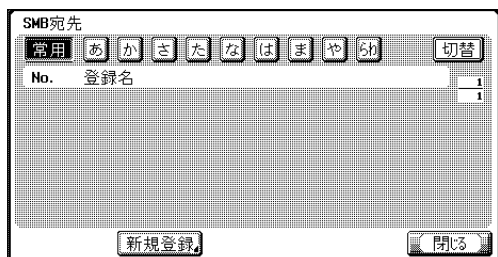 SMB宛先
常用 あ か さ た な は ま や らわ 切替
No. 登録名
1
1
新規登録 閉じる